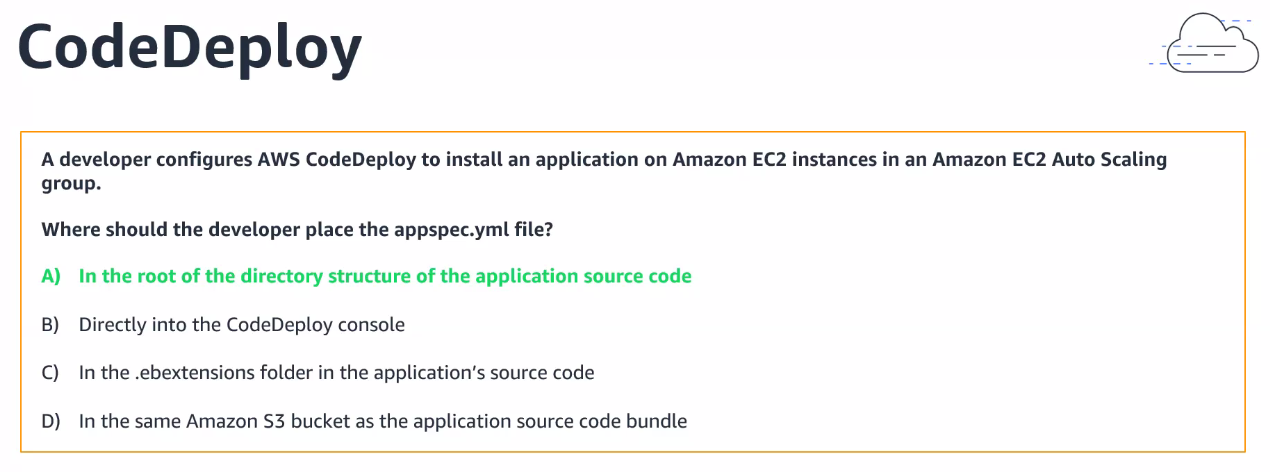 CodeDeploy
A developer configures AWS CodeDeploy to install an application on Amazon EC2 instances in an Amazon EC2 Auto Scaling
group.
Where should the developer place the appspec.yml file?
A) In the root of the directory structure of the application source code
B) Directly into the CodeDeploy console
C) In the .ebextensions folder in the application's source code
D) In the same Amazon S3 bucket as the application source code bundle